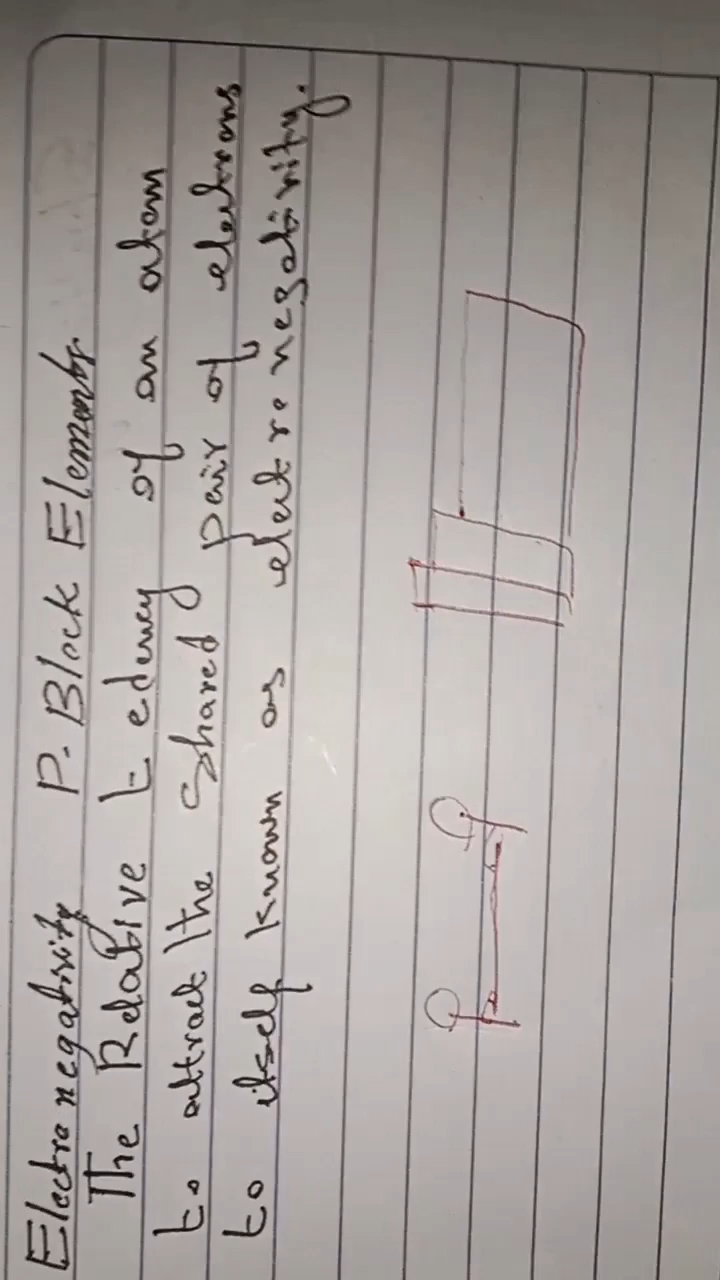 Electronegativity P. Block Elements.
The Relative tedency of an atom
to attract the Shared pair of electrons
to itself known as electronegativity.